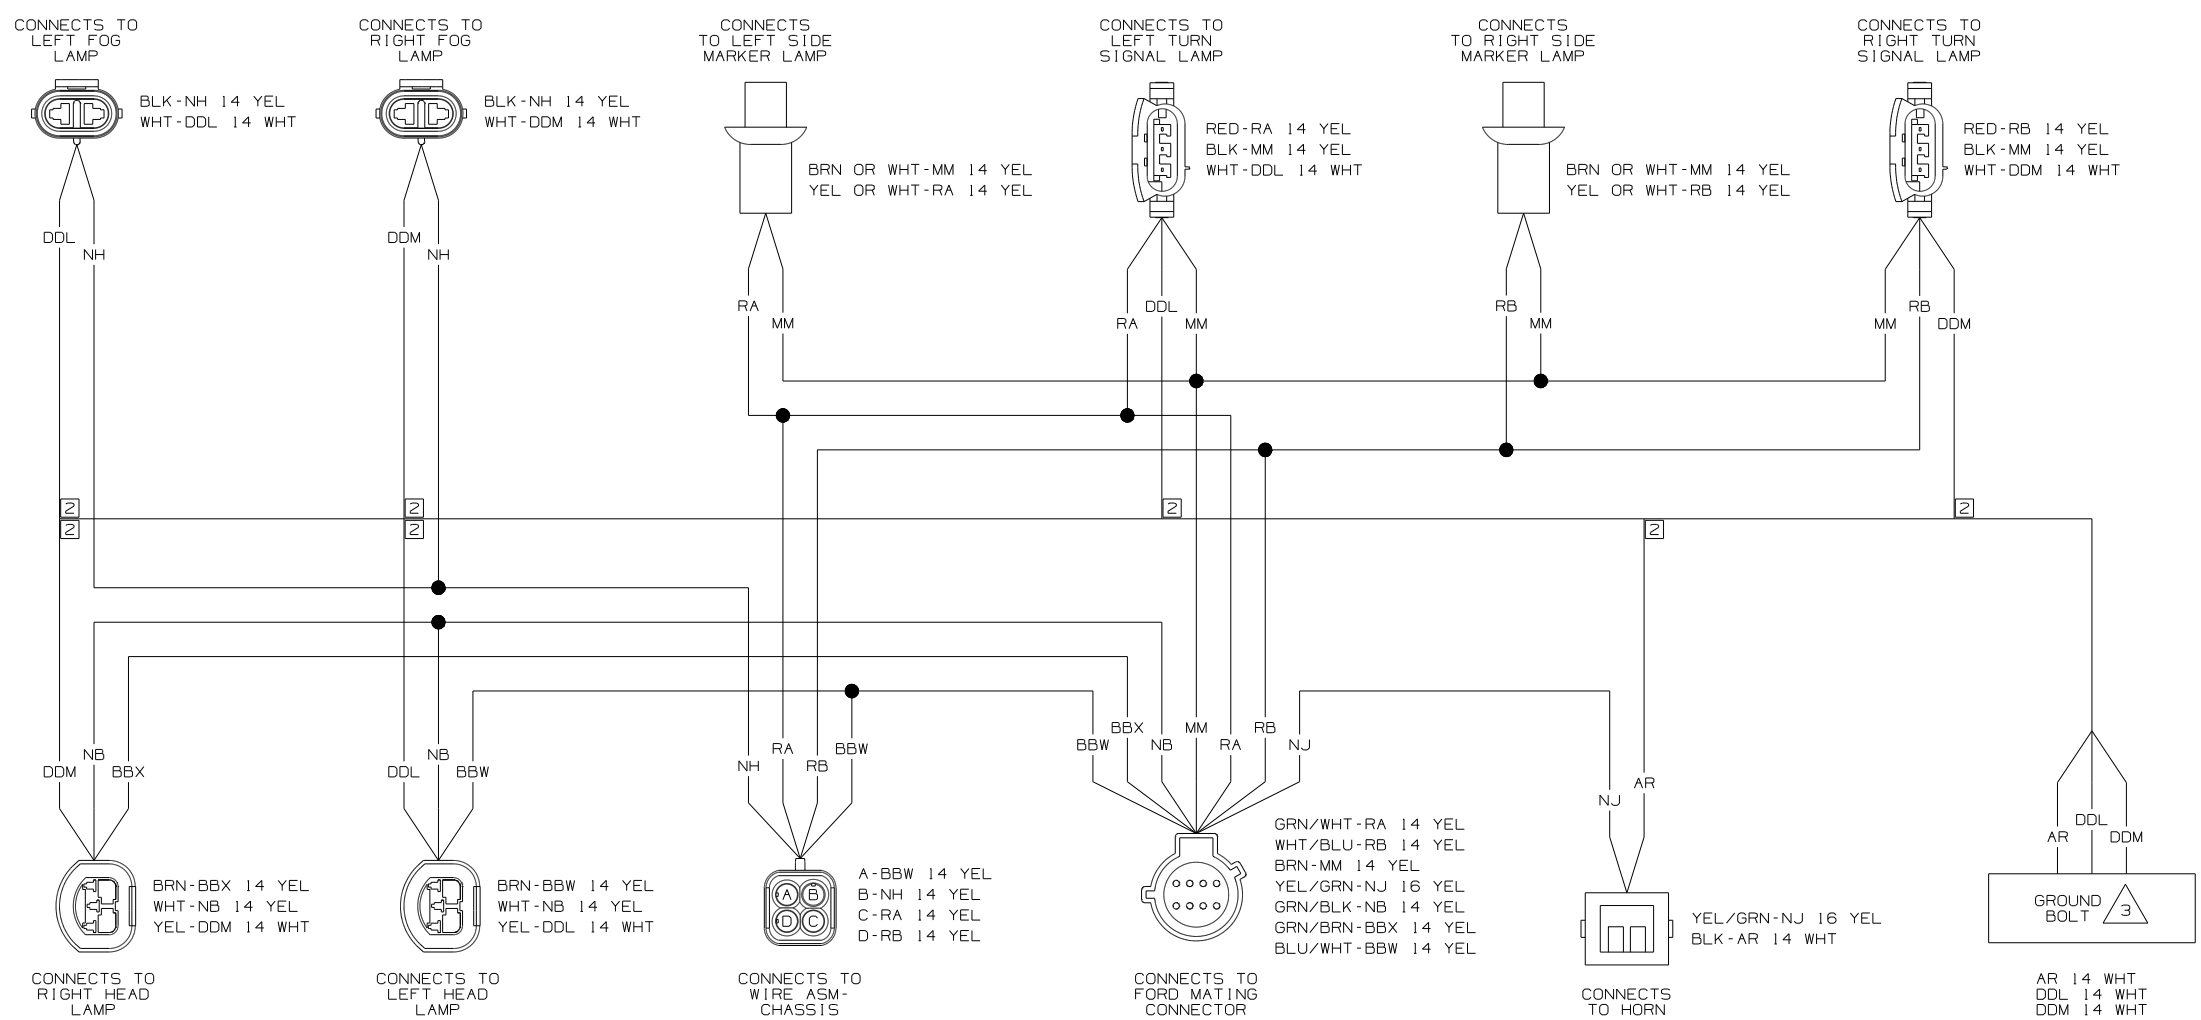 CONNECTS TO
LEFT FOG
LAMP
BLK-NH 14 YEL
WHT-DDL 14 WHT
CONNECTS TO
RIGHT FOG
LAMP
BLK-NH 14 YEL
WHT-DDM 14 WHT
CONNECTS
TO LEFT SIDE
MARKER LAMP
BRN OR WHT-MM 14 YEL
YEL OR WHT-RA 14 YEL
CONNECTS TO
LEFT TURN
SIGNAL LAMP
RED-RA 14 YEL
BLK-MM 14 YEL
WHT-DDL 14 WHT
CONNECTS
TO RIGHT SIDE
MARKER LAMP
BRN OR WHT-MM 14 YEL
YEL OR WHT-RB 14 YEL
CONNECTS TO
RIGHT TURN
SIGNAL LAMP
RED-RB 14 YEL
BLK-MM 14 YEL
WHT-DDM 14 WHT
DDL
NH
DDM
NH
RA
MM
RA
DDL
MM
RB
MM
MM
RB
DDM
2
2
2
2
2
2
2
DDM
NB
BBX
DDL
NB
BBW
NH
RA
RB
BBW
BBW
BBX
NB
MM
RA
RB
NJ
NJ
AR
AR
DDL
DDM
BRN-BBX 14 YEL
WHT-NB 14 YEL
YEL-DDM 14 WHT
CONNECTS TO
RIGHT HEAD
LAMP
BRN-BBW 14 YEL
WHT-NB 14 YEL
YEL-DDL 14 WHT
CONNECTS TO
LEFT HEAD
LAMP
A B
D C
A-BBW 14 YEL
B-NH 14 YEL
C-RA 14 YEL
D-RB 14 YEL
CONNECTS TO
WIRE ASM-
CHASSIS
GRN/WHT-RA 14 YEL
WHT/BLU-RB 14 YEL
BRN-MM 14 YEL
YEL/GRN-NJ 16 YEL
GRN/BLK-NB 14 YEL
GRN/BRN-BBX 14 YEL
BLU/WHT-BBW 14 YEL
CONNECTS TO
FORD MATING
CONNECTOR
YEL/GRN-NJ 16 YEL
BLK-AR 14 WHT
CONNECTS
TO HORN
GROUND
BOLT
3
AR 14 WHT
DDL 14 WHT
DDM 14 WHT